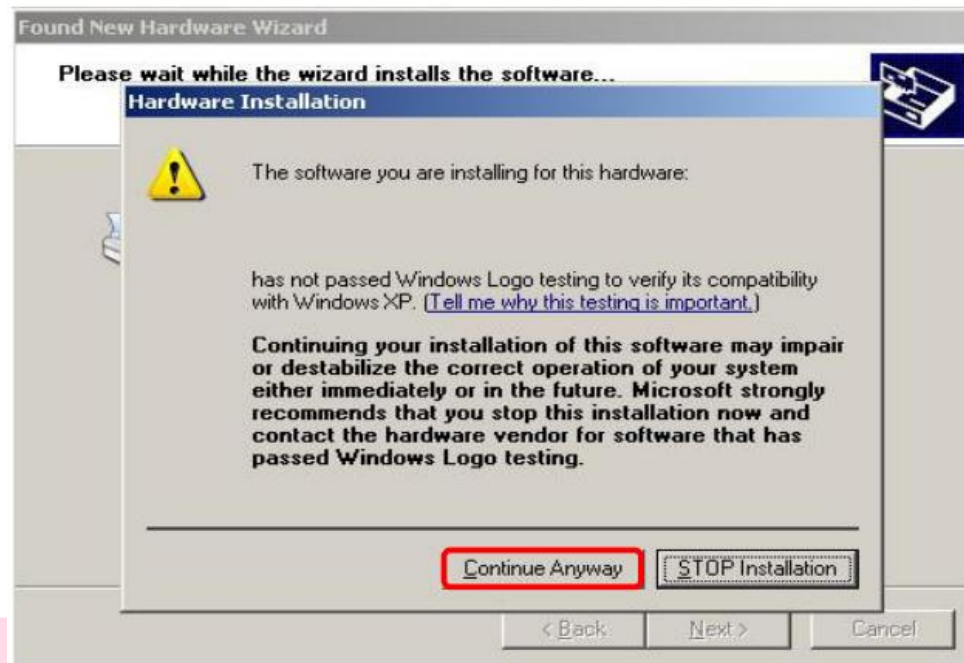 Found New Hardware Wizard
Please wait while the wizard installs the software...
Hardware Installation
The software you are installing for this hardware:
has not passed Windows Logo testing to verify its compatibility
with Windows XP. (Tell me why this testing is important.)
Continuing your installation of this software may impair
or destabilize the correct operation of your system
either immediately or in the future. Microsoft strongly
recommends that you stop this installation now and
contact the hardware vendor for software that has
passed Windows Logo testing.
Continue Anyway
STOP Installation
< Back
Next >
Cancel